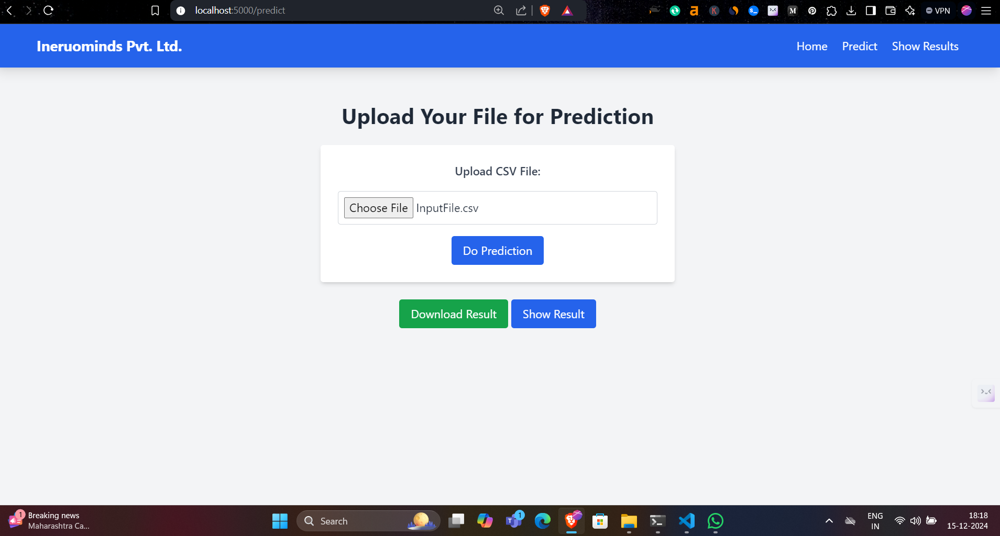 localhost:5000/predict
VPN
Ineruominds Pvt. Ltd.
Home Predict Show Results
Upload Your File for Prediction
Upload CSV File:
Choose File InputFile.csv
Do Prediction
Download Result Show Result
1 Breaking news
Maharashtra Ca...
Search
1
ENG
IN
18:18
15-12-2024